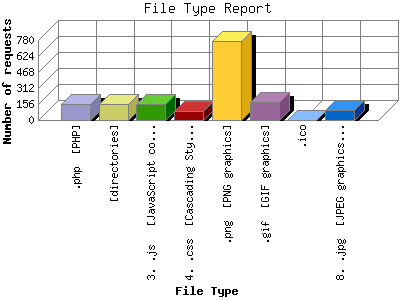 File Type Report
Number of requests
780
624
468
312
156
0
.php [PHP]
[directories]
3. .js [JavaScript co...
4. .css [Cascading Sty...
.png [PNG graphics]
.gif [GIF graphics]
.ico
8. .jpg [JPEG graphics...
File Type